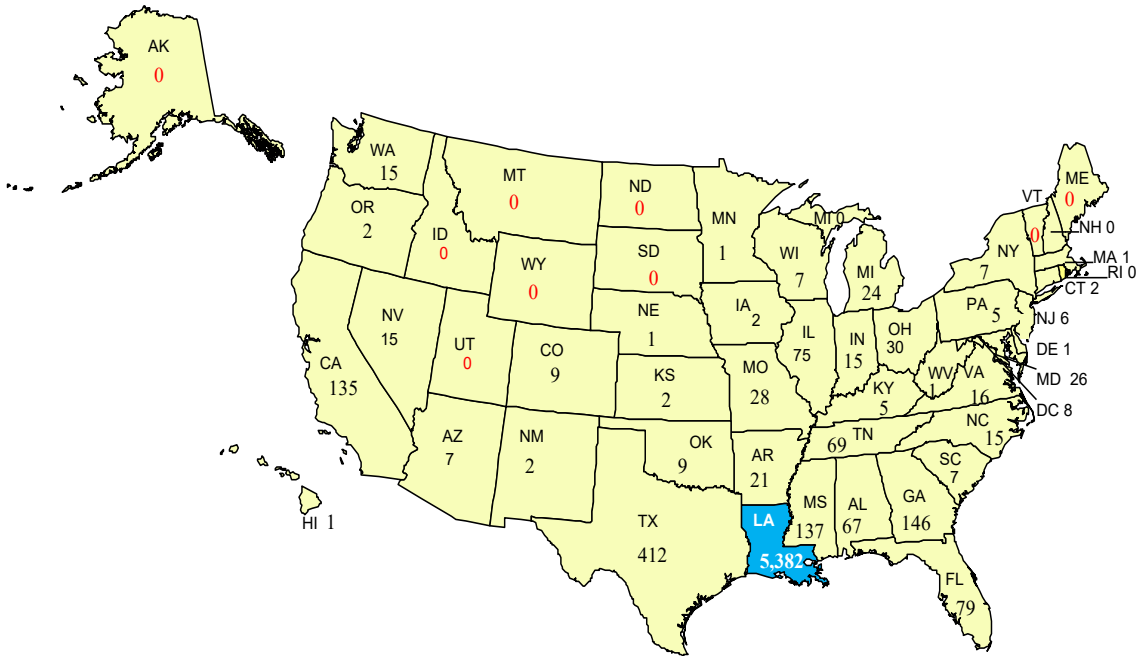 AK
0
WA
15
MT
0
ND
0
MN
1
OR
2
ID
0
WY
0
SD
0
WI
7
MI 0
MI
24
VT
0
ME
0
NH 0
NY
7
MA 1
RI 0
CT 2
PA 5
NJ 6
NV
15
UT
0
CO
9
NE
1
IA 2
IL
75
IN
15
OH
30
DE 1
MD 26
DC 8
CA
135
KS
2
MO
28
KY
5
WV
1
VA
16
AZ
7
NM
2
OK
9
AR
21
69 TN
NC
15
SC
7
HI 1
TX
412
LA
5,382
MS
137
AL
67
GA
146
FL
79